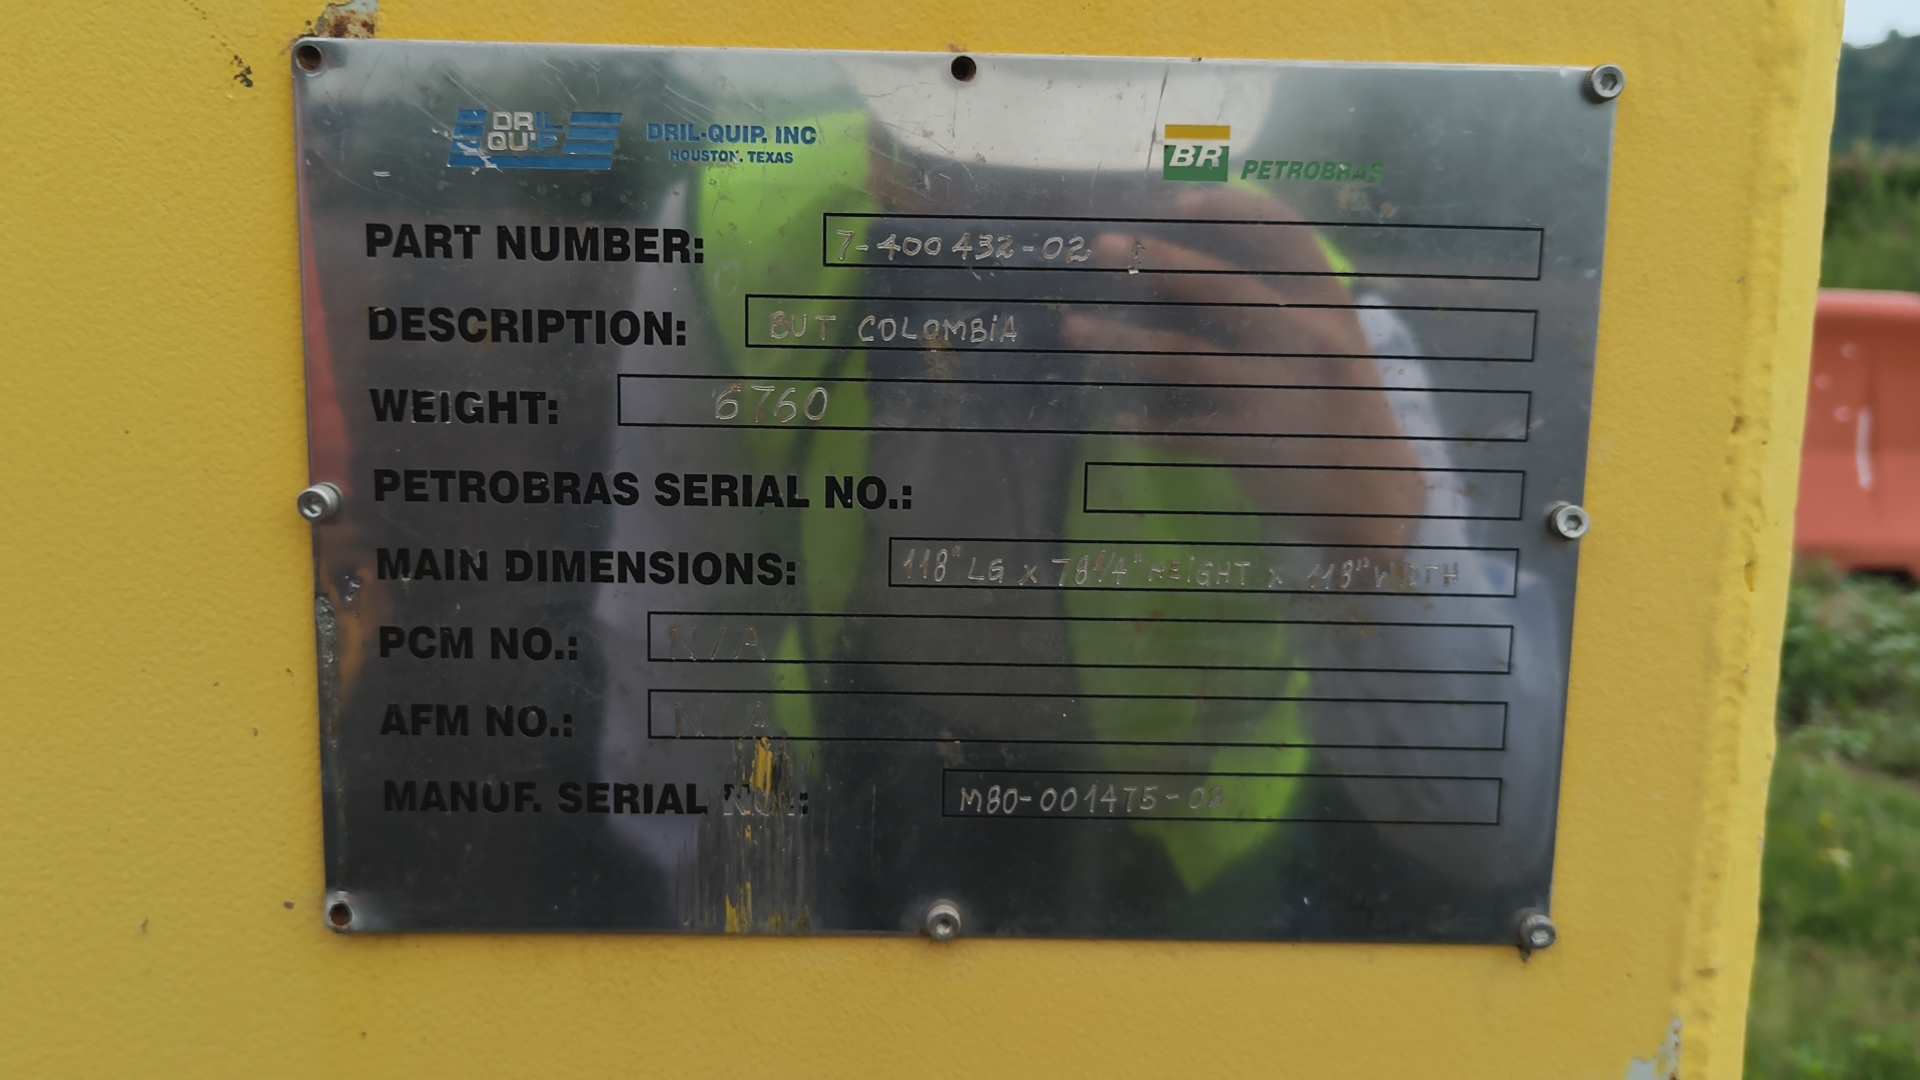 DRIL QUIP DRIL-QUIP. INC
HOUSTON. TEXAS
BR PETROBRAS
PART NUMBER: 7-400432-02
DESCRIPTION: BUT COLOMBiA
WEIGHT: 6760
PETROBRAS SERIAL NO.:
MAIN DIMENSIONS: 118" LG x 78 1/4" HEiGHT x 113" WIDTH
PCM NO.: N/A
AFM NO.: N/A
MANUF. SERIAL NO.: M80-001475-02